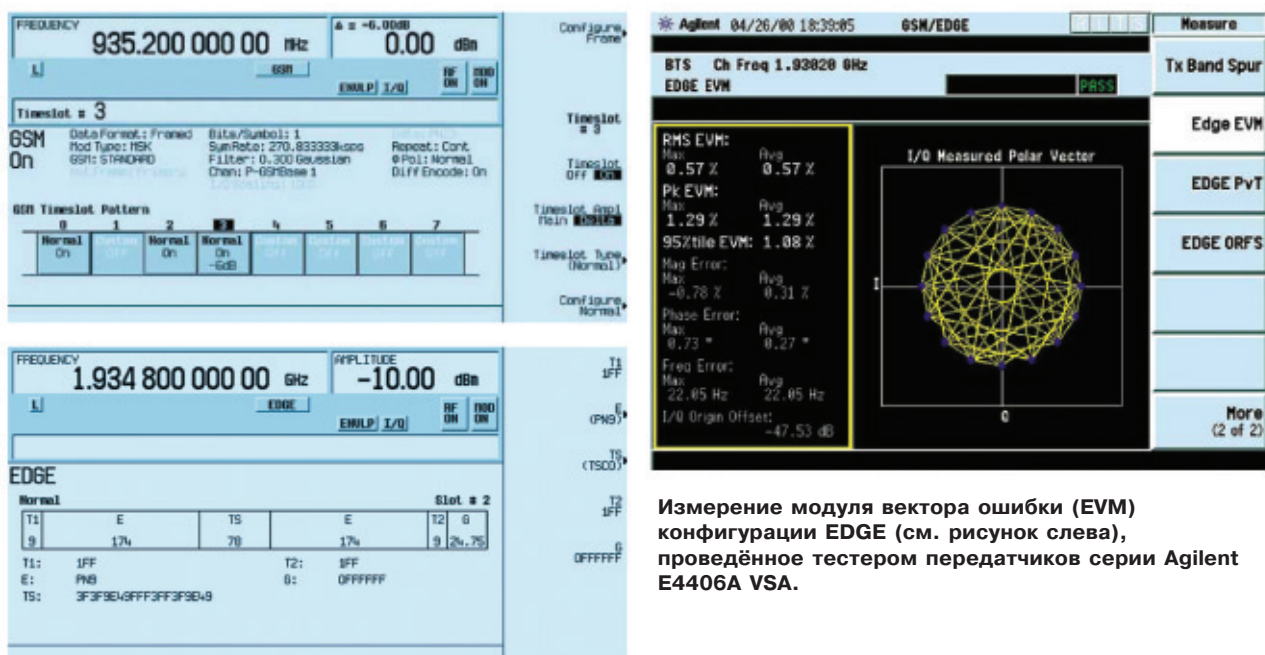 FREQUENCY
935.200 000 00 MHz
Δ = -6.00dB
0.00 dBm
L
GSM
ENVLP I/Q
RF ON
MOD ON
Timeslot # 3
GSM On
Data Format: Framed
Mod Type: MSK
GSM: STANDARD
Bits/Symbol: 1
Sym Rate: 270.833333ksps
Filter: 0.300 Gaussian
Chan: P-GSMBase 1
Repeat: Cont
ΦPol: Normal
Diff Encode: On
GSM Timeslot Pattern
0 1 2 3 4 5 6 7
Normal On
Custom OFF
Normal On
Normal On -6dB
Custom OFF
Custom OFF
Custom OFF
Custom OFF
Configure Frame
Timeslot # 3
Timeslot Off On
Timeslot Ampl Main Delta
Timeslot Type (Normal)
Configure Normal
FREQUENCY
1.934 800 000 00 GHz
AMPLITUDE
-10.00 dBm
L
EDGE
ENVLP I/Q
RF ON
MOD ON
EDGE
Normal
Slot # 2
T1 E TS E T2 G
9 174 78 174 9 24.75
T1: 1FF
T2: 1FF
E: PN9
G: 0FFFFFF
TS: 3F3F9E49FFF3FF3F9E49
T1 1FF
E (PN9)
TS (TSC0)
T2 1FF
G 0FFFFFF
Agilent 04/26/00 18:39:05 GSM/EDGE
Measure
BTS Ch Freq 1.93020 GHz
EDGE EVM
PASS
RMS EVM:
Max Avg
0.57 % 0.57 %
Pk EVM:
Max Avg
1.29 % 1.29 %
95%tile EVM: 1.08 %
Mag Error:
Max Avg
-0.78 % 0.31 %
Phase Error:
Max Avg
0.73 ° 0.27 °
Freq Error:
Max Avg
22.05 Hz 22.05 Hz
I/Q Origin Offset:
-47.53 dB
I/Q Measured Polar Vector
I
Q
Tx Band Spur
Edge EVM
EDGE PvT
EDGE ORFS
More
(2 of 2)
Измерение модуля вектора ошибки (EVM)
конфигурации EDGE (см. рисунок слева),
проведённое тестером передатчиков серии Agilent
E4406A VSA.